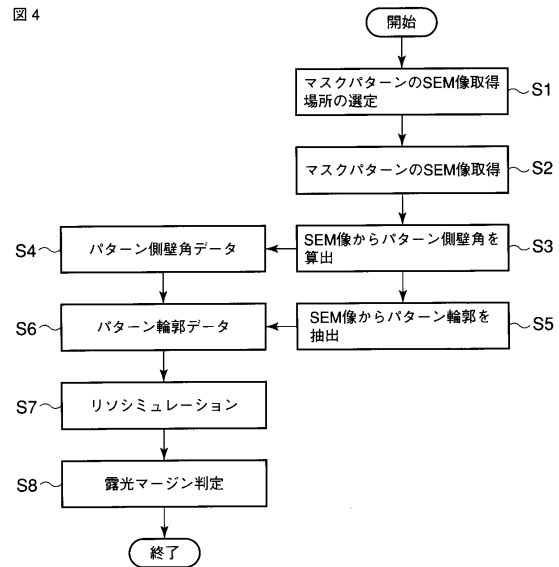 図4
開始
マスクパターンのSEM像取得
場所の選定
S1
マスクパターンのSEM像取得
S2
SEM像からパターン側壁角を
算出
S3
S4
パターン側壁角データ
SEM像からパターン輪郭を
抽出
S5
S6
パターン輪郭データ
S7
リソシミュレーション
S8
露光マージン判定
終了